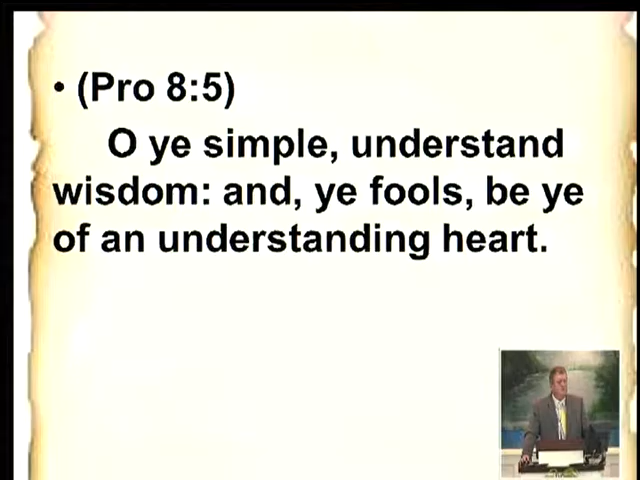 • (Pro 8:5)
O ye simple, understand
wisdom: and, ye fools, be ye
of an understanding heart.